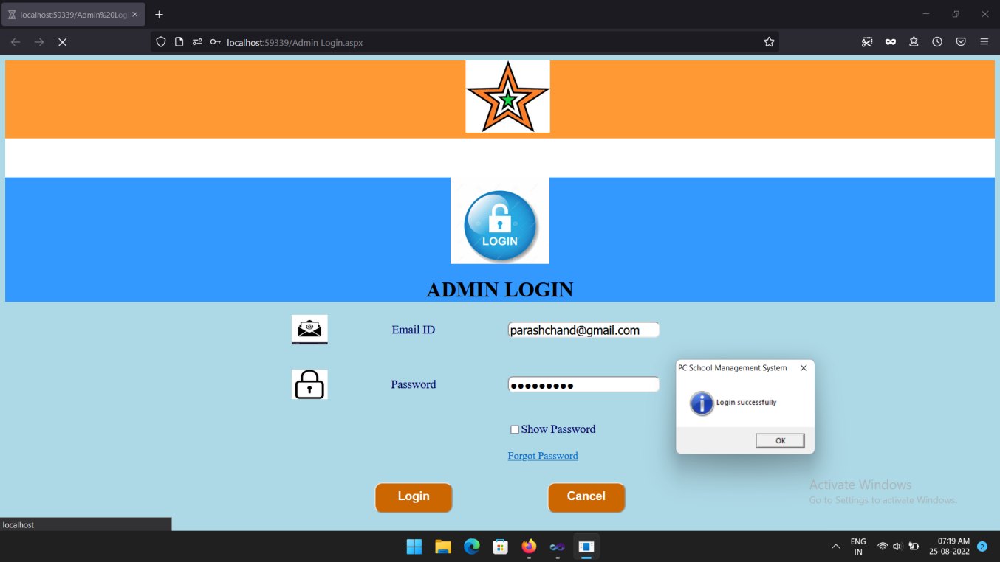 localhost:59339/Admin%20Logi
localhost:59339/Admin Login.aspx
LOGIN
ADMIN LOGIN
Email ID
parashchand@gmail.com
Password
●●●●●●●●●
Show Password
Forgot Password
Login
Cancel
PC School Management System
Login successfully
OK
Activate Windows
Go to Settings to activate Windows.
localhost
ENG
IN
07:19 AM
25-08-2022
2